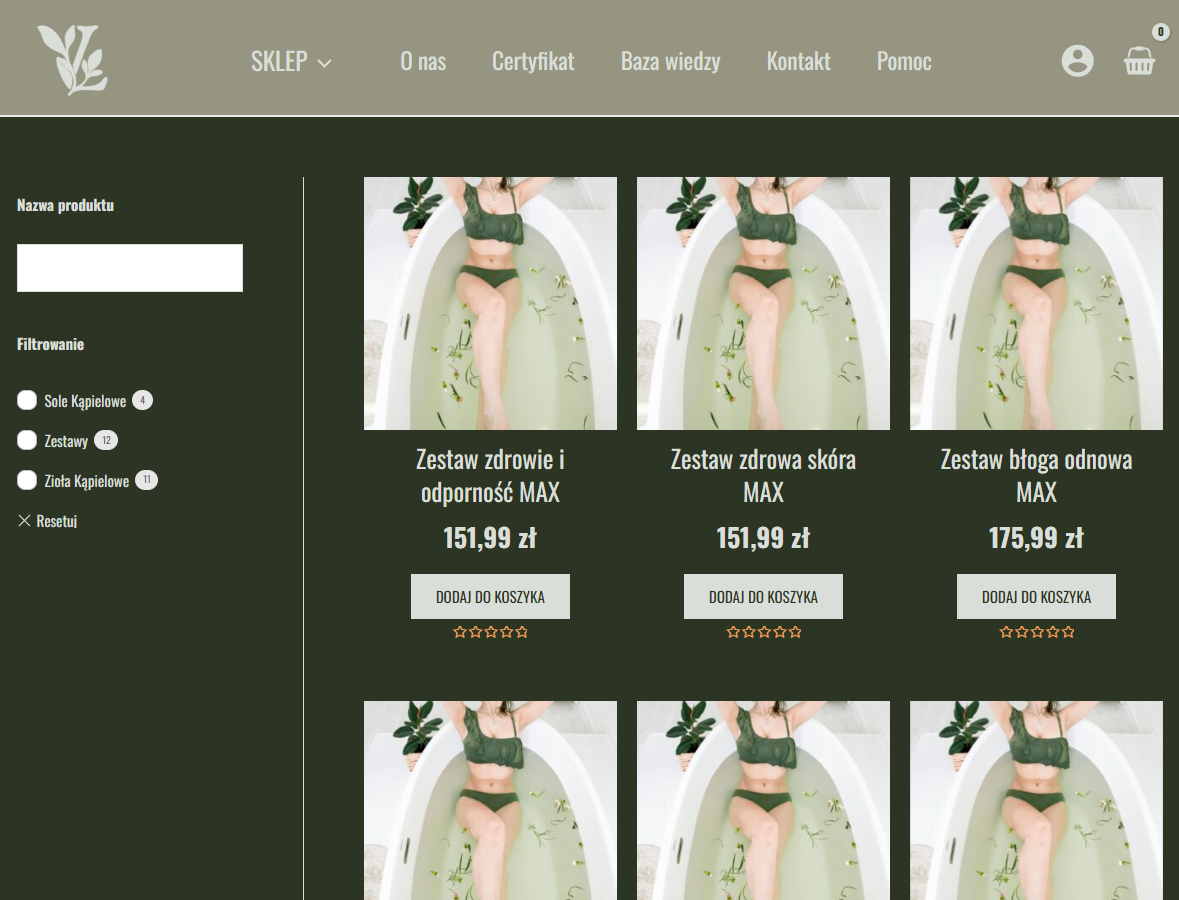 0
SKLEP
O nas
Certyfikat
Baza wiedzy
Kontakt
Pomoc
Nazwa produktu
Filtrowanie
Sole Kąpielowe 4
Zestawy 12
Zioła Kąpielowe 11
Resetuj
Zestaw zdrowie i
odporność MAX
151,99 zł
DODAJ DO KOSZYKA
Zestaw zdrowa skóra
MAX
151,99 zł
DODAJ DO KOSZYKA
Zestaw błoga odnowa
MAX
175,99 zł
DODAJ DO KOSZYKA